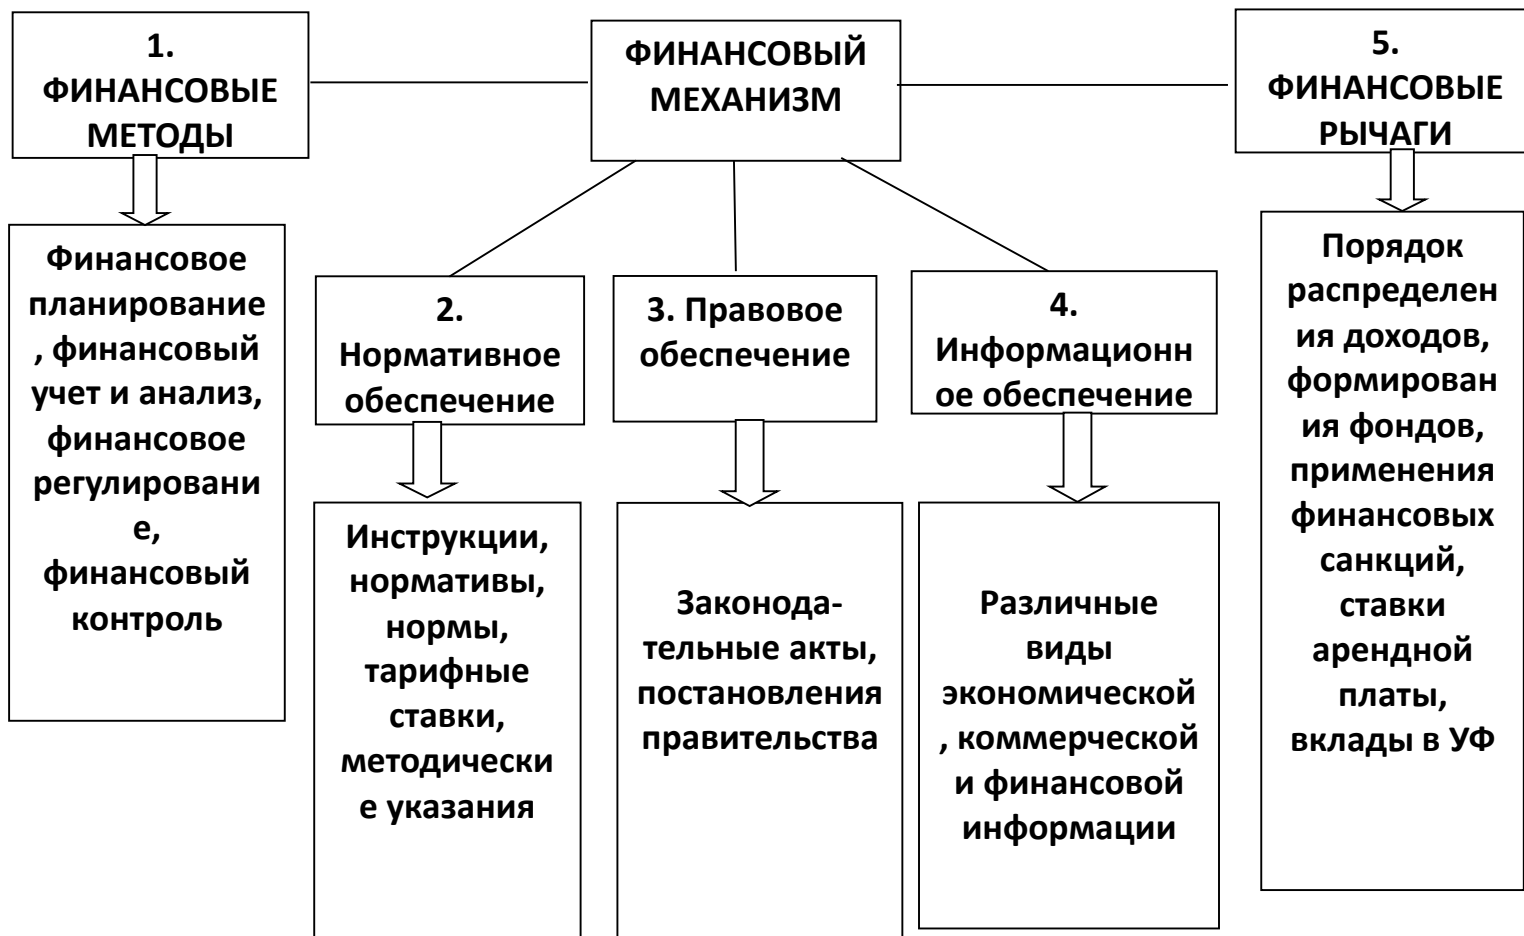 1.
ФИНАНСОВЫЕ
МЕТОДЫ
ФИНАНСОВЫЙ
МЕХАНИЗМ
5.
ФИНАНСОВЫЕ
РЫЧАГИ
Финансовое
планирование
, финансовый
учет и анализ,
финансовое
регулировани
е,
финансовый
контроль
2.
Нормативное
обеспечение
3. Правовое
обеспечение
4.
Информационн
ое обеспечение
Порядок
распределен
ия доходов,
формирован
ия фондов,
применения
финансовых
санкций,
ставки
арендной
платы,
вклады в УФ
Инструкции,
нормативы,
нормы,
тарифные
ставки,
методически
е указания
Законода-
тельные акты,
постановления
правительства
Различные
виды
экономической
, коммерческой
и финансовой
информации